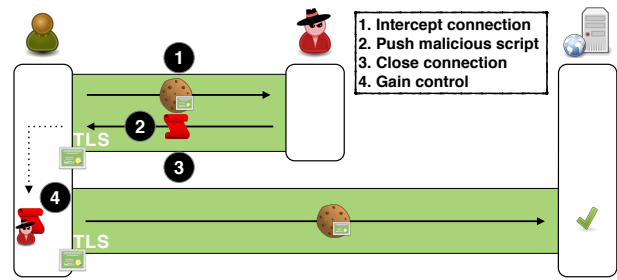 1. Intercept connection
2. Push malicious script
3. Close connection
4. Gain control
1
2
TLS
3
4
TLS